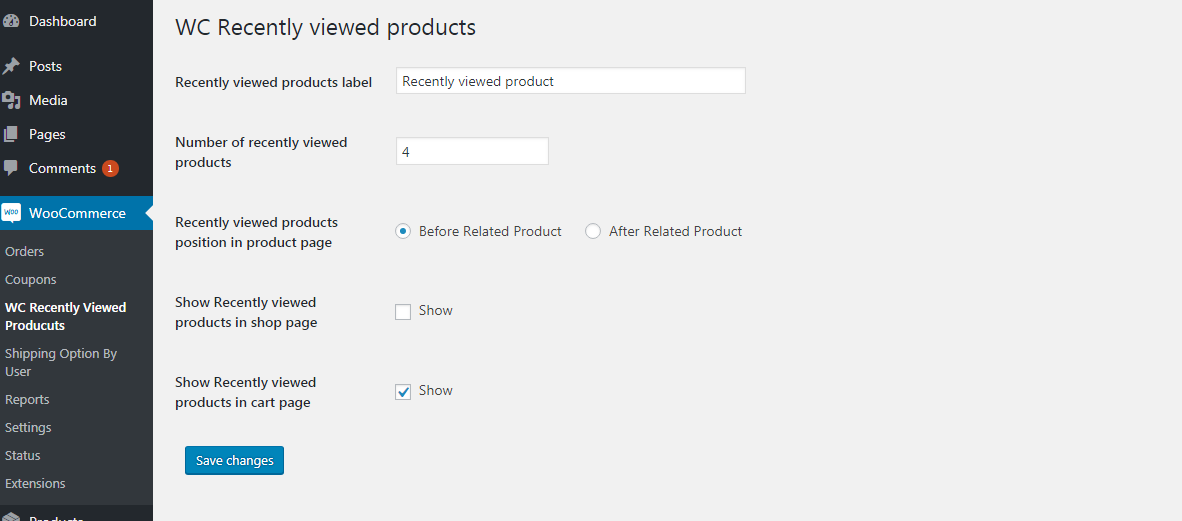 Dashboard
Posts
Media
Pages
Comments 1
WOO WooCommerce
Orders
Coupons
WC Recently Viewed
Producuts
Shipping Option By
User
Reports
Settings
Status
Extensions
Products
WC Recently viewed products
Recently viewed products label
Recently viewed product
Number of recently viewed
products
4
Recently viewed products
position in product page
Before Related Product
After Related Product
Show Recently viewed
products in shop page
Show
Show Recently viewed
products in cart page
Show
Save changes